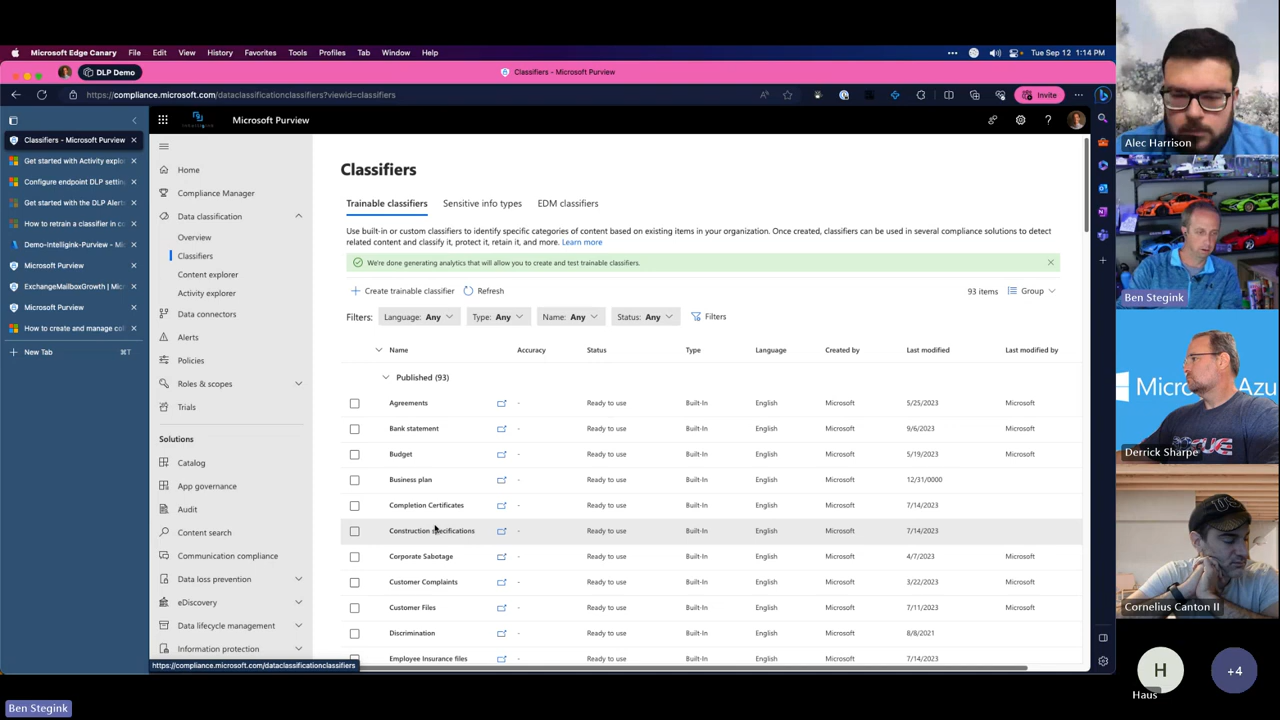 Microsoft Edge Canary File Edit View History Favorites Tools Profiles Tab Window Help Tue Sep 12 1:14 PM
DLP Demo Classifiers - Microsoft Purview
https://compliance.microsoft.com/dataclassificationclassifiers?viewid=classifiers Invite
Classifiers - Microsoft Purview
Get started with Activity explo
Configure endpoint DLP settin
Get started with the DLP Alerts
How to retrain a classifier in co
Demo-Intelligink-Purview - Mi
Microsoft Purview
ExchangeMailboxGrowth | Mic
Microsoft Purview
How to create and manage co
New Tab ⌘T
Microsoft Purview
Home
Compliance Manager
Data classification
Overview
Classifiers
Content explorer
Activity explorer
Data connectors
Alerts
Policies
Roles & scopes
Trials
Solutions
Catalog
App governance
Audit
Content search
Communication compliance
Data loss prevention
eDiscovery
Data lifecycle management
Information protection
https://compliance.microsoft.com/dataclassificationclassifiers
Classifiers
Trainable classifiers Sensitive info types EDM classifiers
Use built-in or custom classifiers to identify specific categories of content based on existing items in your organization. Once created, classifiers can be used in several compliance solutions to detect
related content and classify it, protect it, retain it, and more. Learn more
We're done generating analytics that will allow you to create and test trainable classifiers.
Create trainable classifier Refresh 93 items Group
Filters: Language: Any Type: Any Name: Any Status: Any Filters
Name Accuracy Status Type Language Created by Last modified Last modified by
Published (93)
Agreements - Ready to use Built-In English Microsoft 5/25/2023 Microsoft
Bank statement - Ready to use Built-In English Microsoft 9/6/2023 Microsoft
Budget - Ready to use Built-In English Microsoft 5/19/2023 Microsoft
Business plan - Ready to use Built-In English Microsoft 12/31/0000
Completion Certificates - Ready to use Built-In English Microsoft 7/14/2023
Construction specifications - Ready to use Built-In English Microsoft 7/14/2023
Corporate Sabotage - Ready to use Built-In English Microsoft 4/7/2023 Microsoft
Customer Complaints - Ready to use Built-In English Microsoft 3/22/2023 Microsoft
Customer Files - Ready to use Built-In English Microsoft 7/11/2023 Microsoft
Discrimination - Ready to use Built-In English Microsoft 8/8/2021
Employee Insurance files - Ready to use Built-In English Microsoft 7/14/2023
Alec Harrison
Ben Stegink
Derrick Sharpe
Cornelius Canton II
H
Haus
+4
Ben Stegink